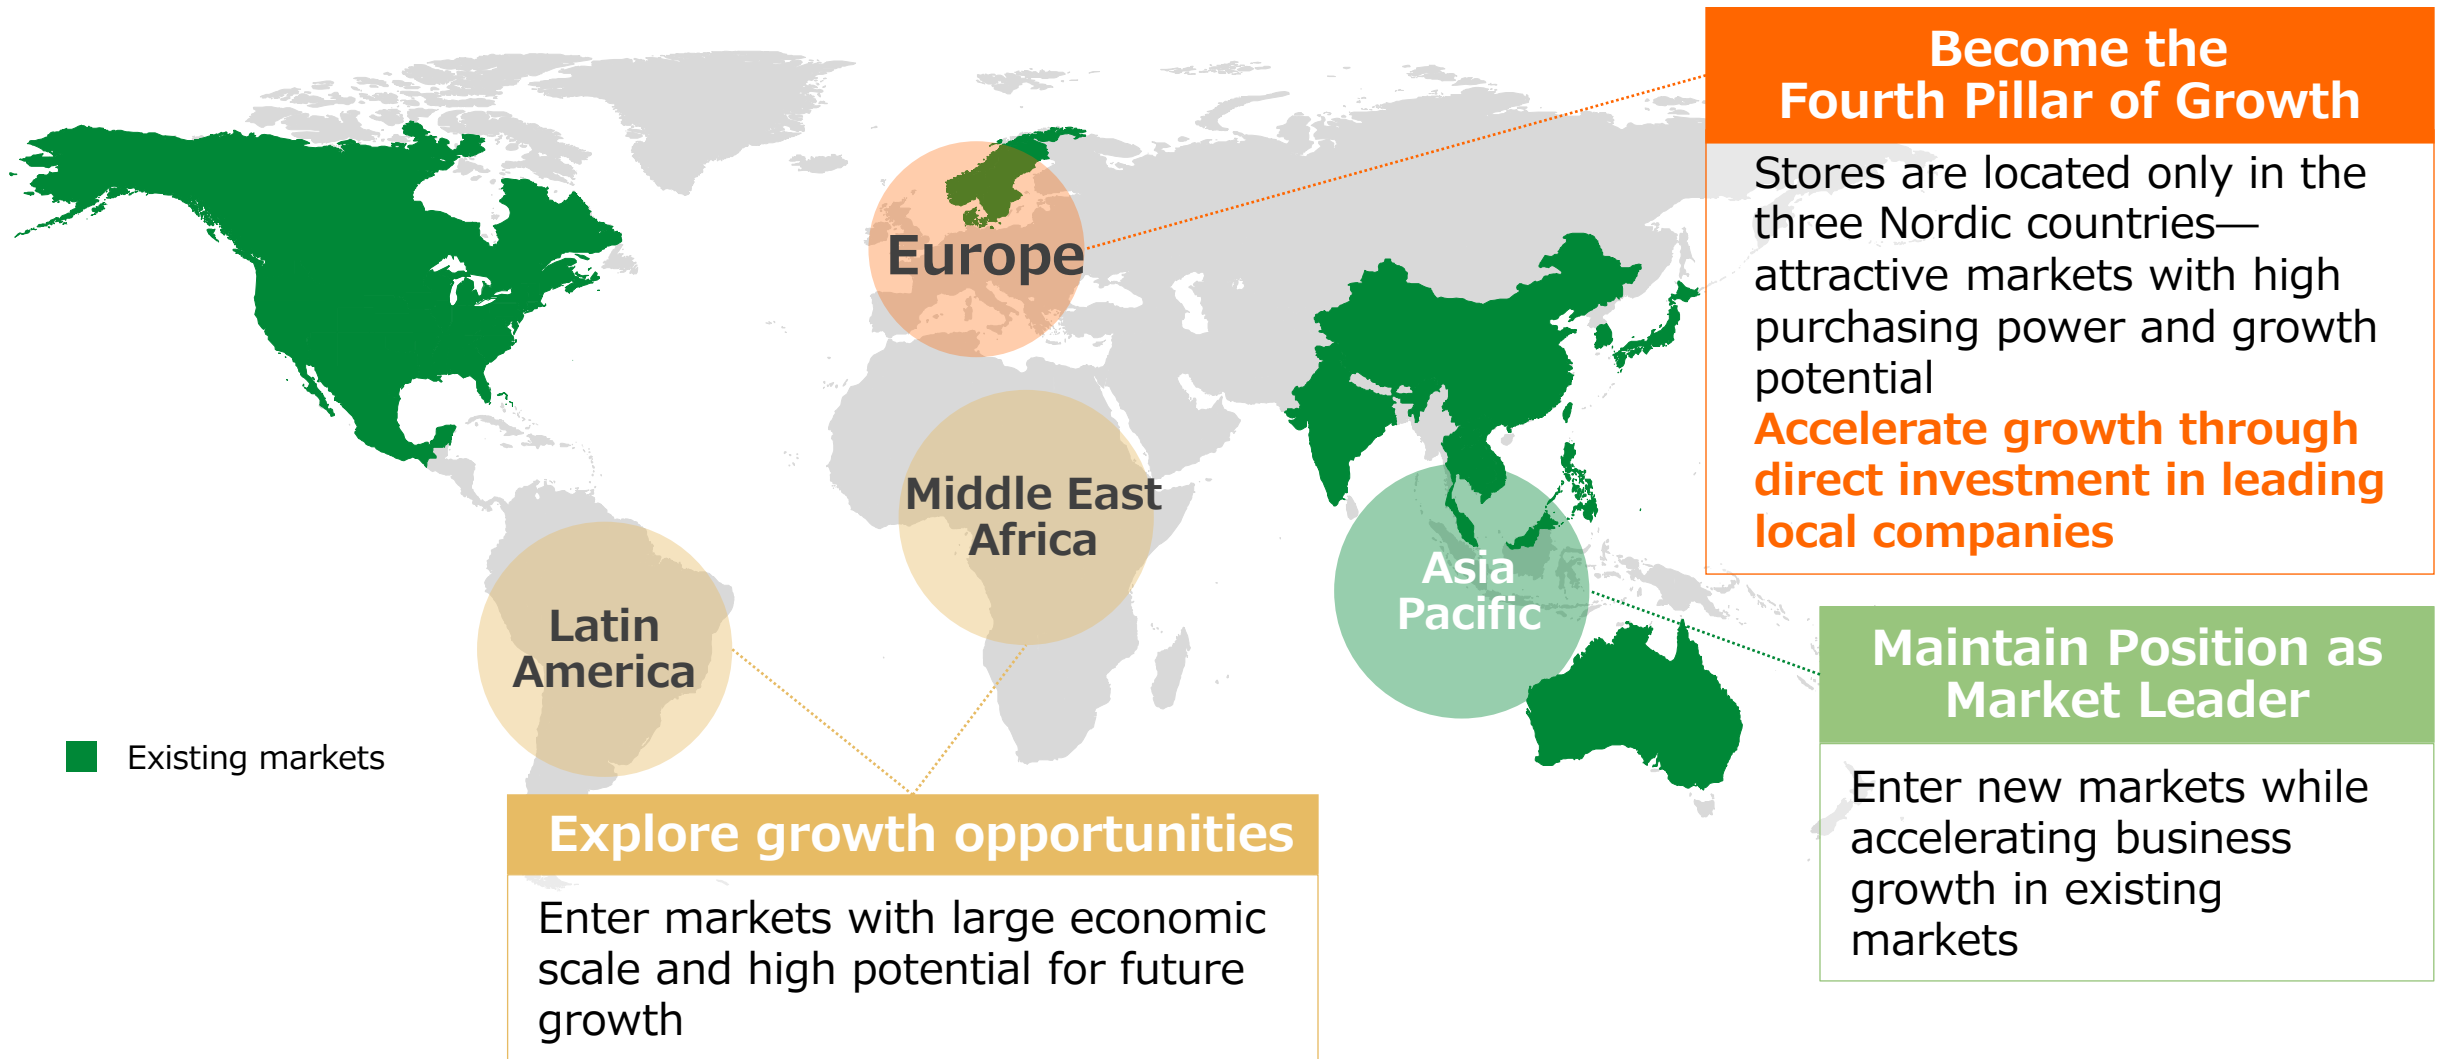 Become the
Fourth Pillar of Growth
Stores are located only in the
three Nordic countries—
attractive markets with high
purchasing power and growth
potential
Accelerate growth through
direct investment in leading
local companies
Europe
Middle East
Africa
Latin
America
Asia
Pacific
Maintain Position as
Market Leader
Enter new markets while
accelerating business
growth in existing
markets
Existing markets
Explore growth opportunities
Enter markets with large economic
scale and high potential for future
growth